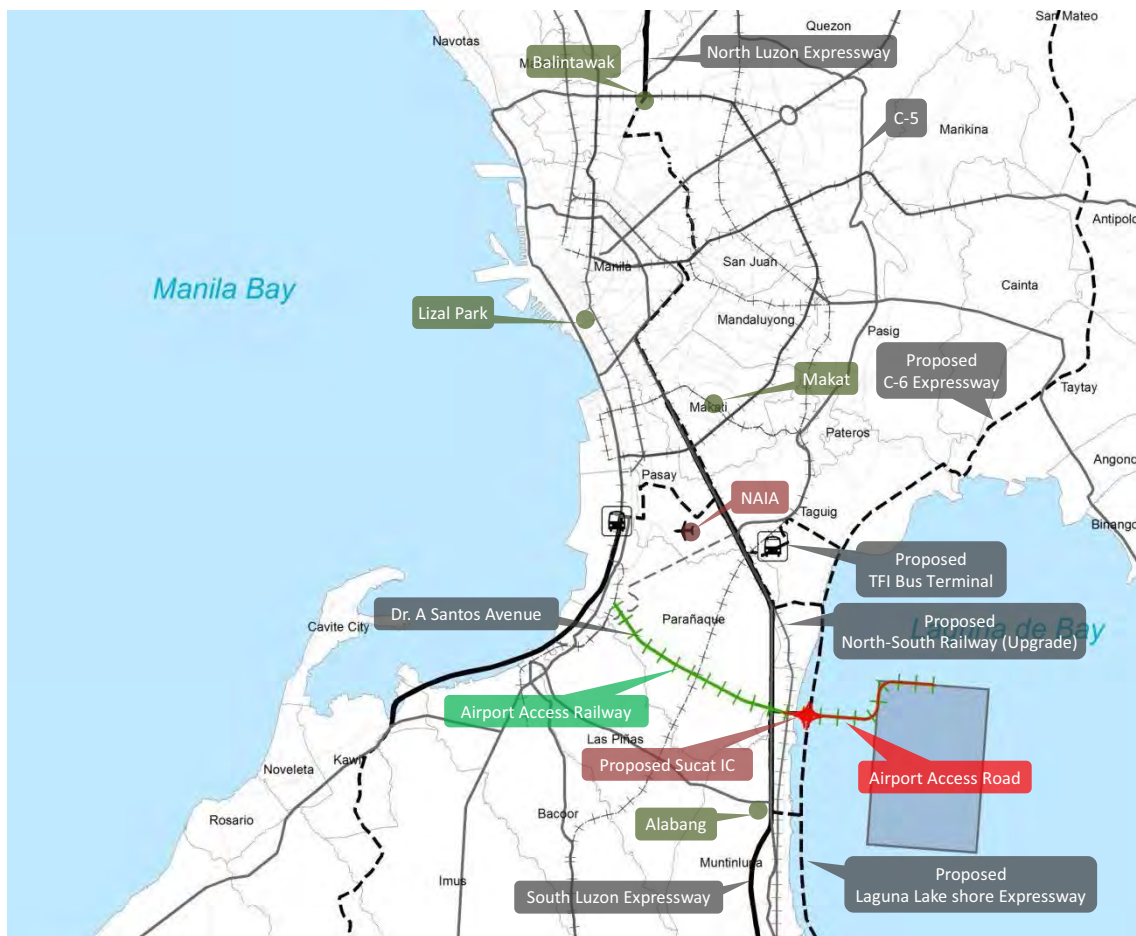 San Mateo
Navotas
Quezon
North Luzon Expressway
Balintawak
C-5
Marikina
Antipolo
Manila
San Juan
Cainta
Manila Bay
Lizal Park
Mandaluyong
Pasig
Proposed
C-6 Expressway
Makat
Taytay
Makati
Pateros
Pasay
NAIA
Taguig
Proposed
TFI Bus Terminal
Dr. A Santos Avenue
Cavite City
Parañaque
Proposed
North-South Railway (Upgrade)
de Bay
Airport Access Railway
Las Piñas
Proposed Sucat IC
Airport Access Road
Noveleta
Kawit
Rosario
Bacoor
Alabang
Muntinlupa
Imus
South Luzon Expressway
Proposed
Laguna Lake shore Expressway